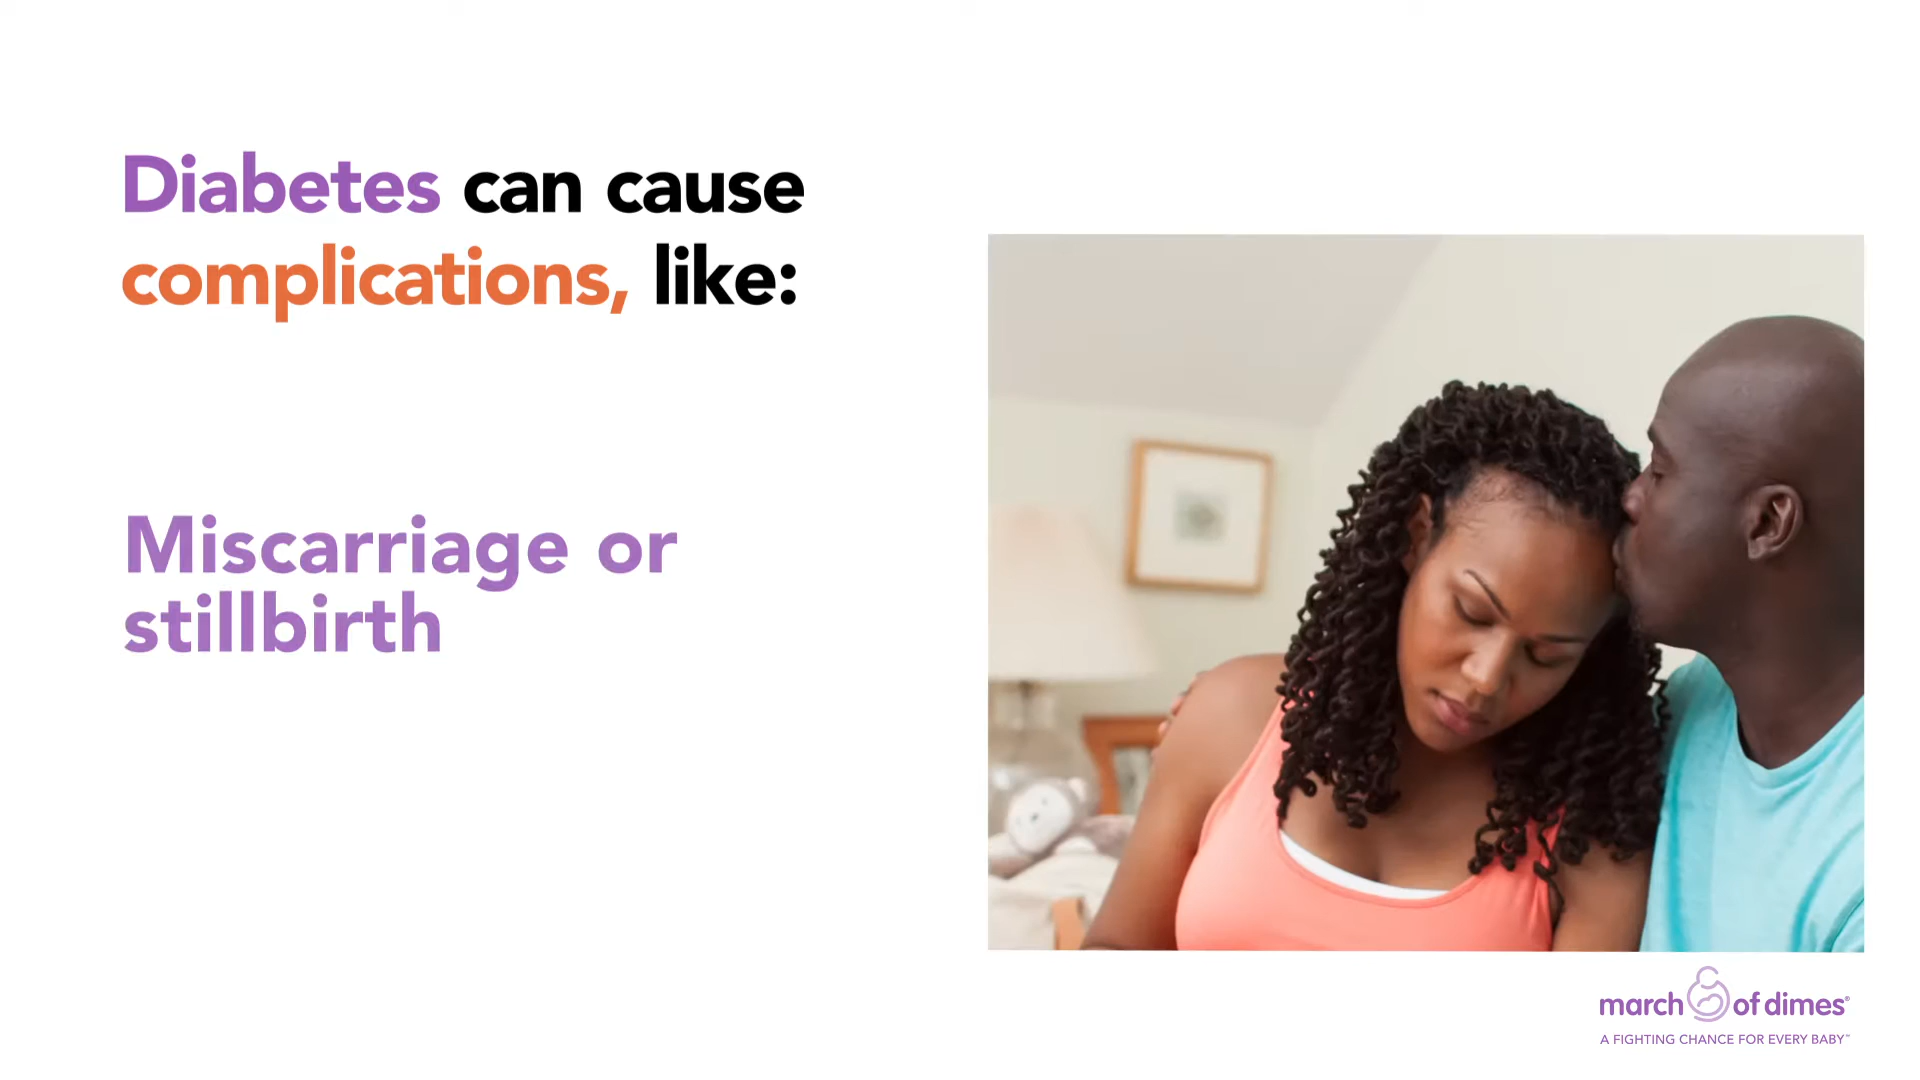 Diabetes can cause
complications, like:
Miscarriage or
stillbirth
march of dimes®
A FIGHTING CHANCE FOR EVERY BABY™